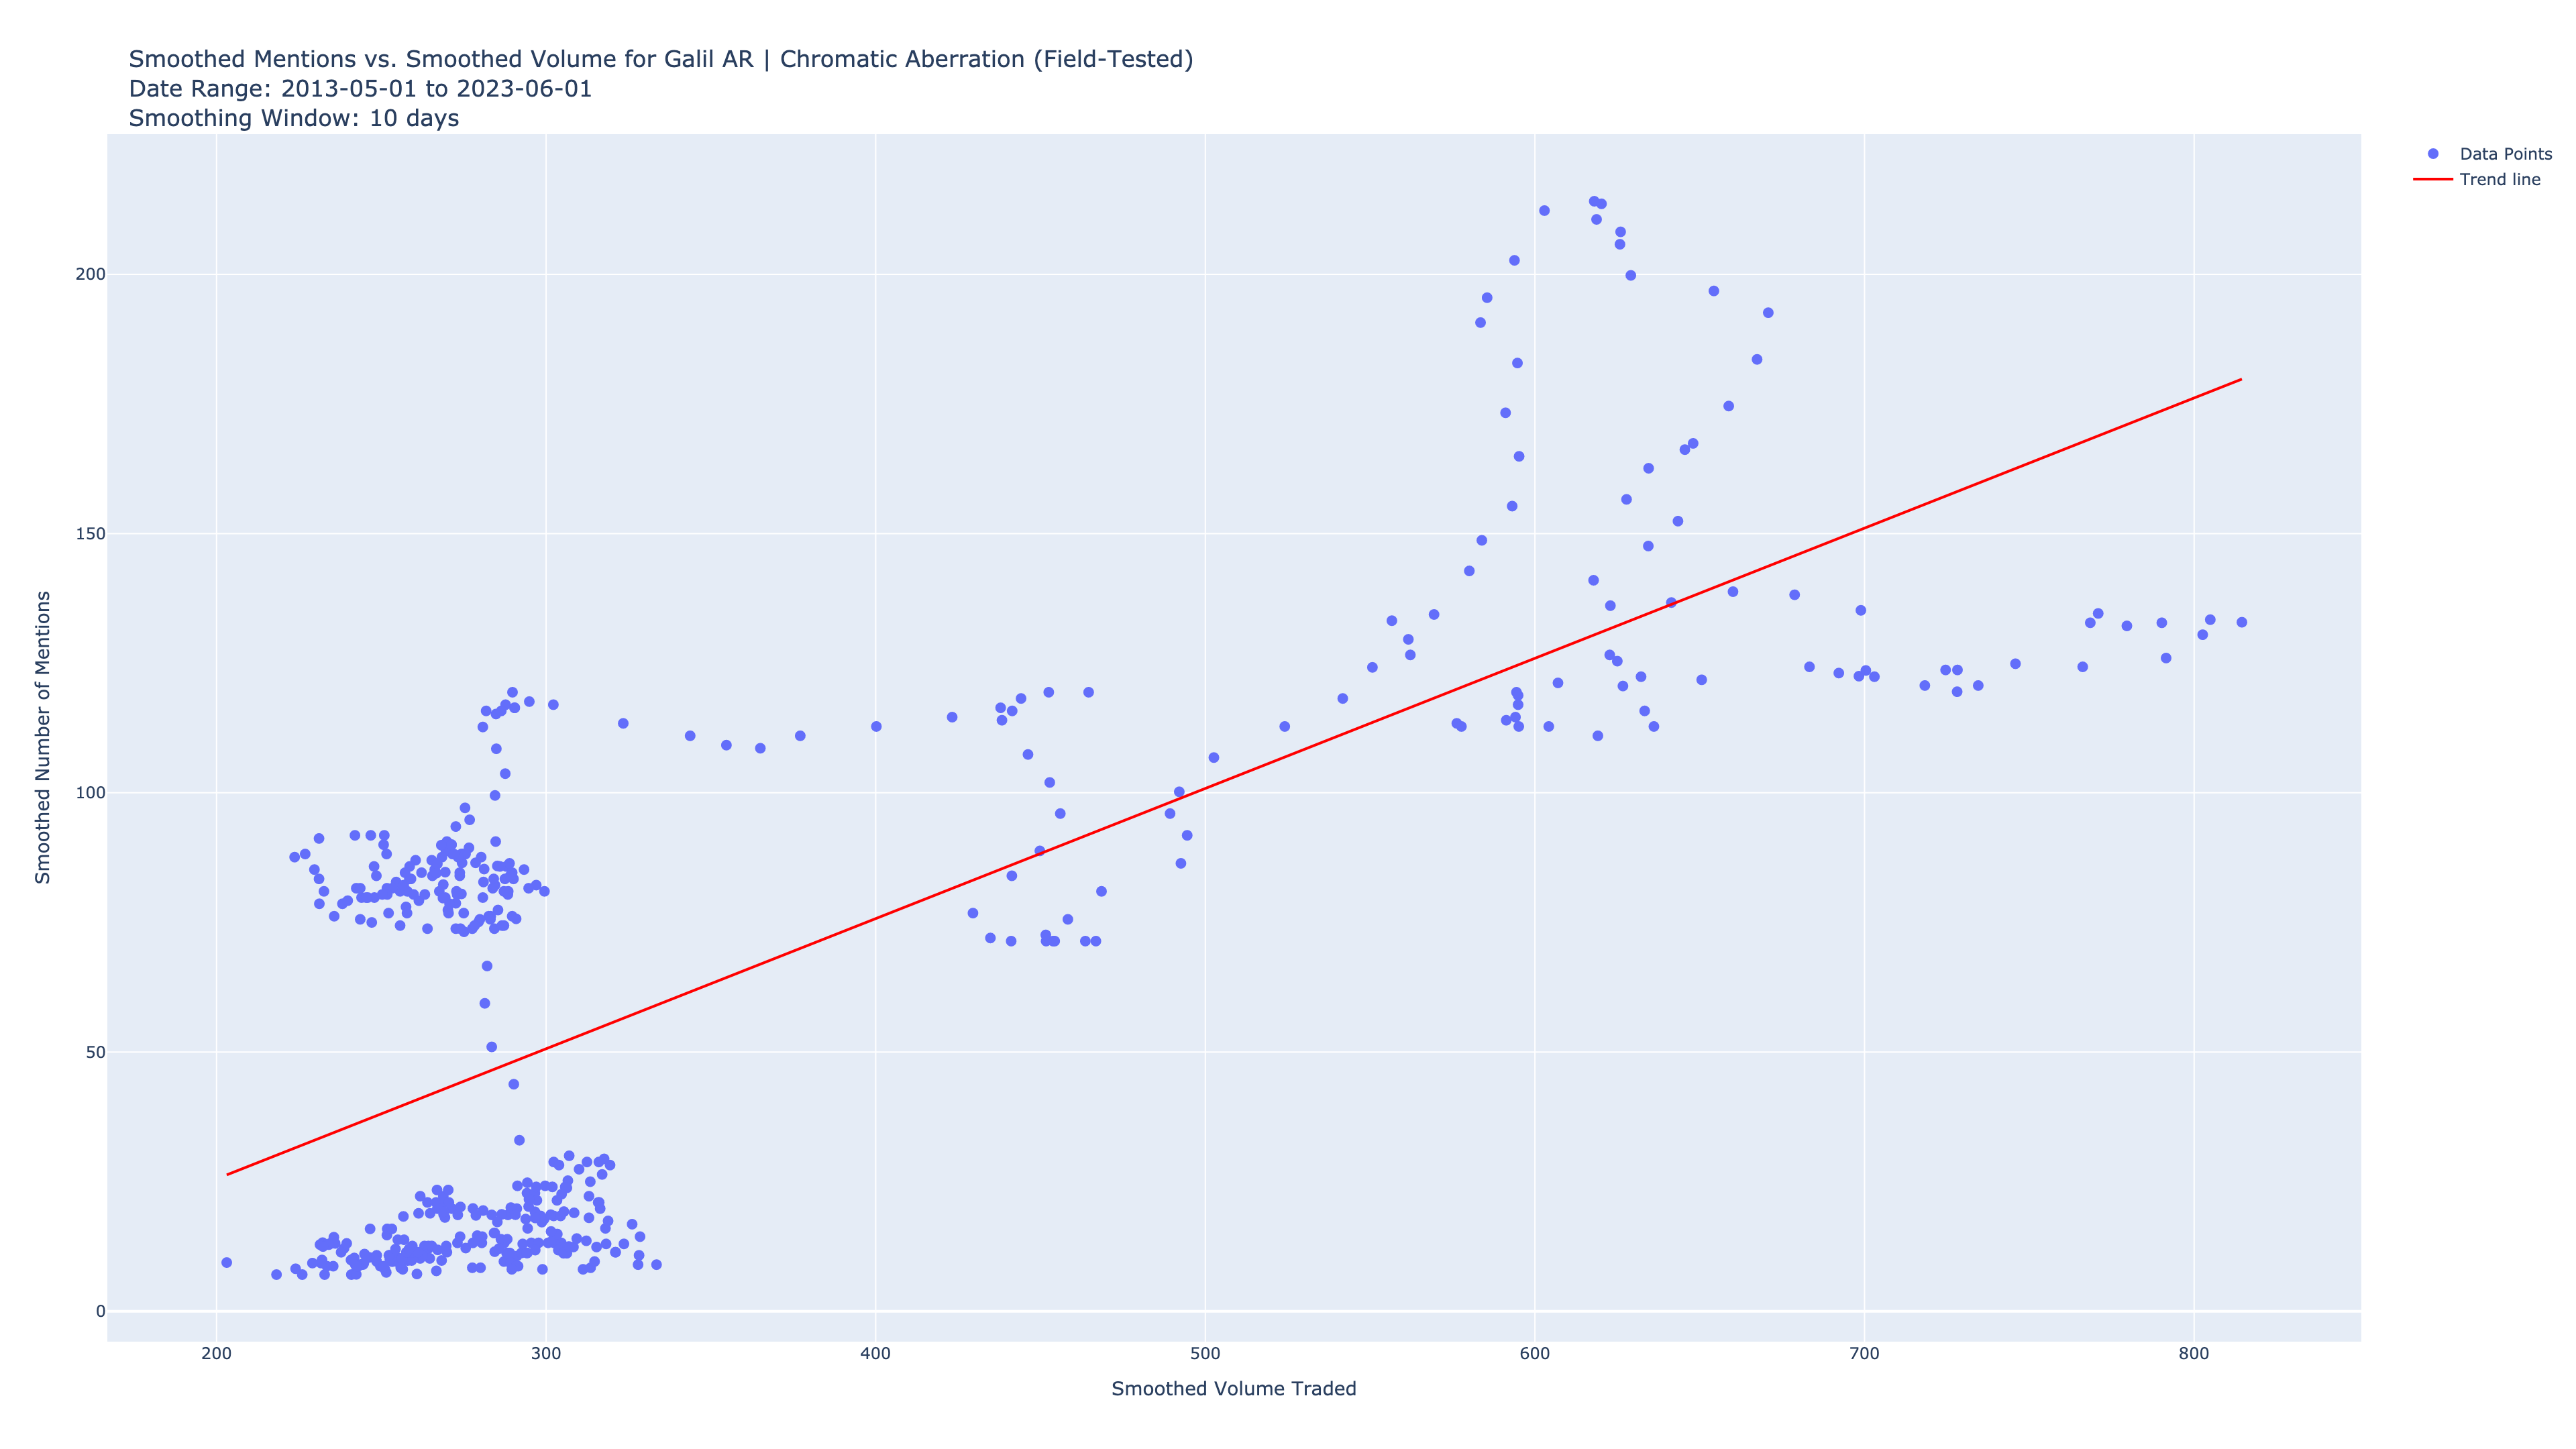 Smoothed Mentions vs. Smoothed Volume for Galil AR | Chromatic Aberration (Field-Tested)
Date Range: 2013-05-01 to 2023-06-01
Smoothing Window: 10 days
Data Points
Trend line
Smoothed Number of Mentions
200
150
100
50
0
200
300
400
500
600
700
800
Smoothed Volume Traded